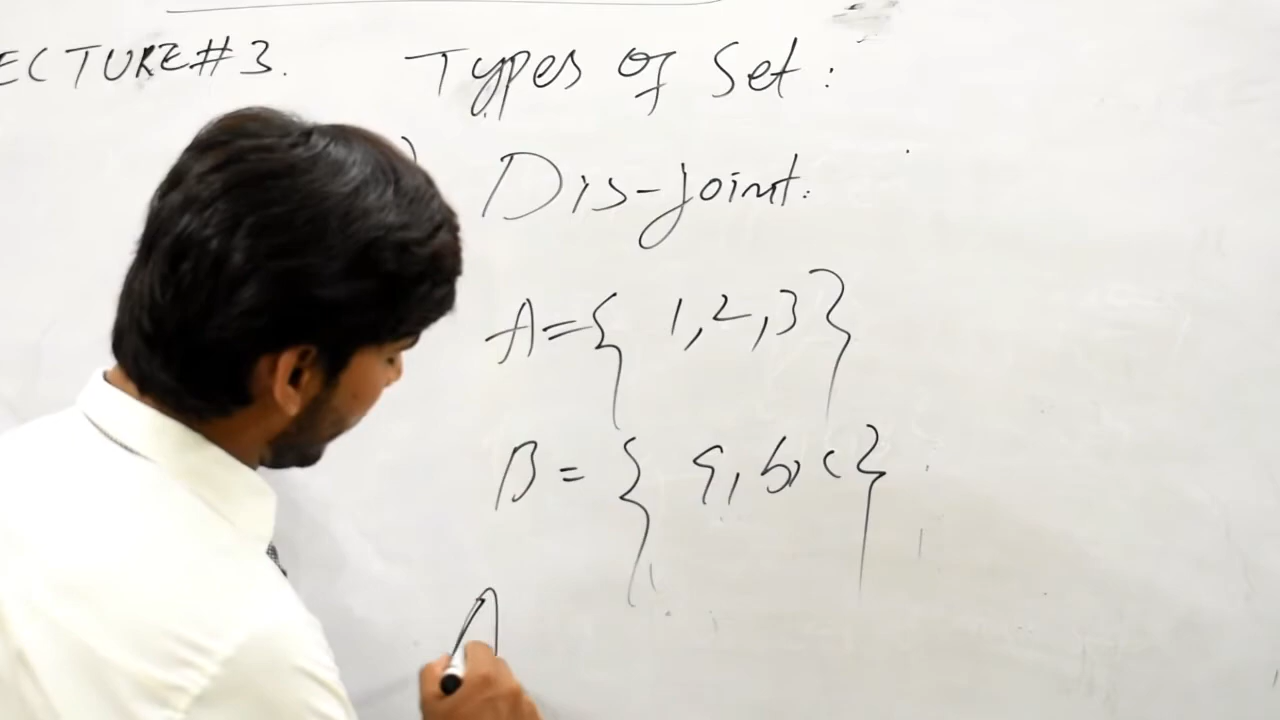 ECTURE#3. Types of Set:
) Dis-joint:
A={ 1,2,3}
B = { a, b, c}
A